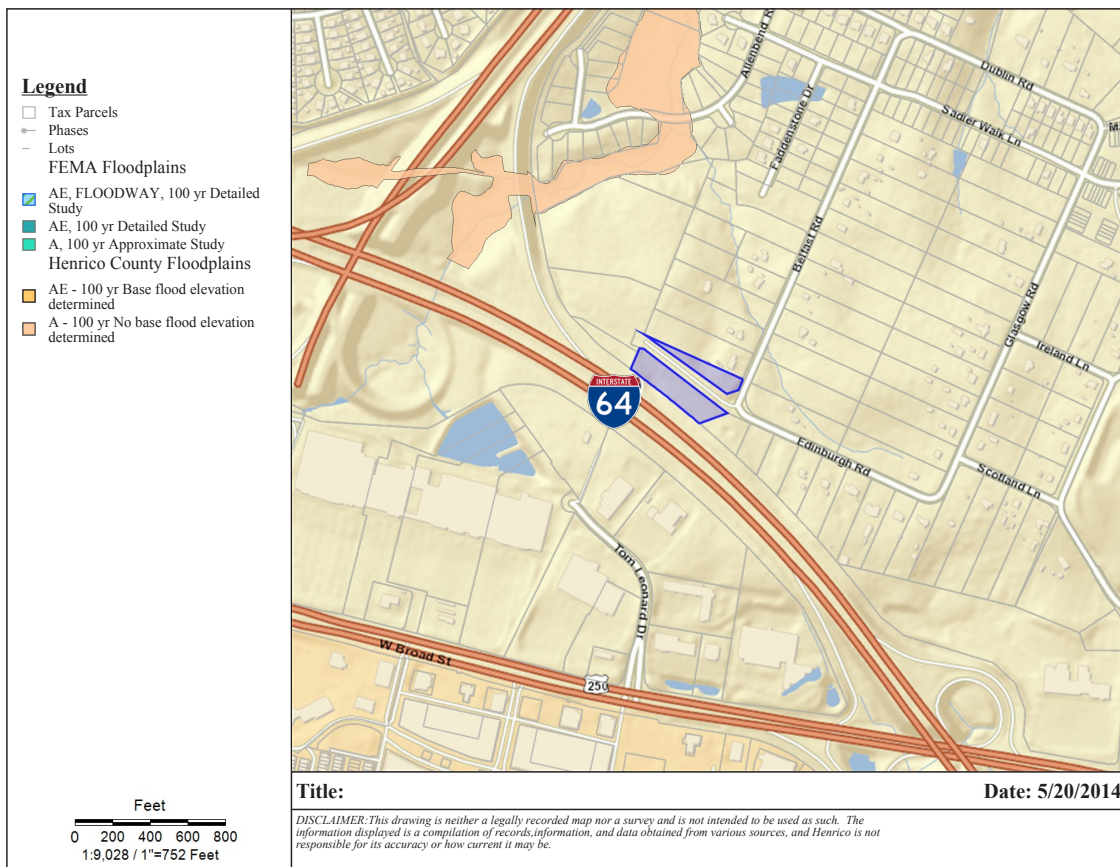 Legend
Tax Parcels
Phases
Lots
FEMA Floodplains
AE, FLOODWAY, 100 yr Detailed
Study
AE, 100 yr Detailed Study
A, 100 yr Approximate Study
Henrico County Floodplains
AE - 100 yr Base flood elevation
determined
A - 100 yr No base flood elevation
determined
Allenbend R
Dublin Rd
Faddenstone Dr
Sadler Walk Ln
Ma
Belfast Rd
Glasgow Rd
Ireland Ln
INTERSTATE
64
Edinburgh Rd
Scotland Ln
Tom Leonard Dr
W Broad St
250
Feet
0 200 400 600 800
1:9,028 / 1"=752 Feet
Title:
Date: 5/20/2014
DISCLAIMER:This drawing is neither a legally recorded map nor a survey and is not intended to be used as such. The
information displayed is a compilation of records,information, and data obtained from various sources, and Henrico is not
responsible for its accuracy or how current it may be.